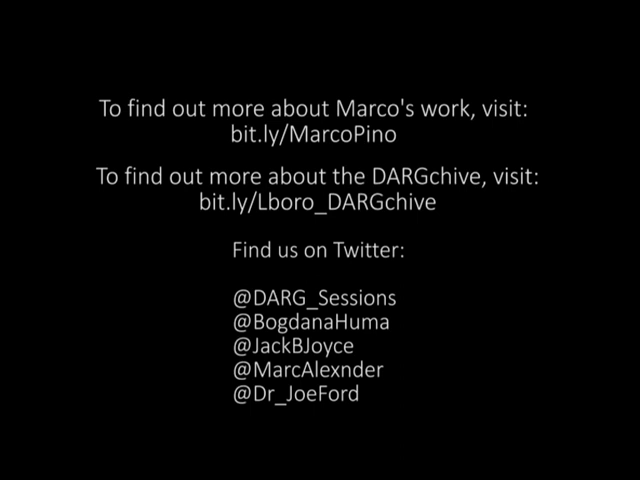 To find out more about Marco's work, visit:
bit.ly/MarcoPino
To find out more about the DARGchive, visit:
bit.ly/Lboro_DARGchive
Find us on Twitter:
@DARG_Sessions
@BogdanaHuma
@JackBJoyce
@MarcAlexnder
@Dr_JoeFord